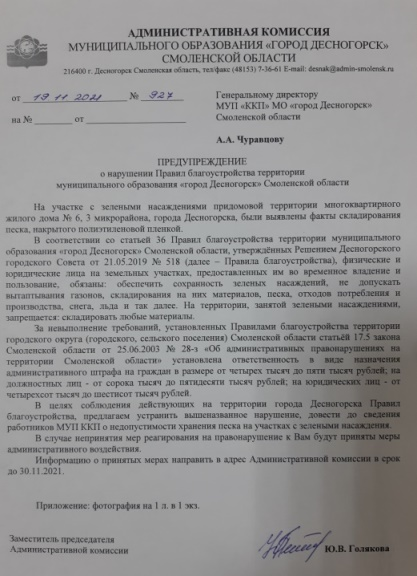 АДМИНИСТРАТИВНАЯ КОМИССИЯ
МУНИЦИПАЛЬНОГО ОБРАЗОВАНИЯ «ГОРОД ДЕСНОГОРСК»
СМОЛЕНСКОЙ ОБЛАСТИ
216400 г. Десногорск Смоленская область, тел/факс (48153) 7-36-61 E-mail: desnak@admin-smolensk.ru
от 19.11.2021 № 927
на № от
Генеральному директору
МУП «ККП» МО «город Десногорск»
Смоленской области
А.А. Чуравцову
ПРЕДУПРЕЖДЕНИЕ
о нарушении Правил благоустройства территории
муниципального образования «город Десногорск» Смоленской области
На участке с зелеными насаждениями придомовой территории многоквартирного
жилого дома № 6, 3 микрорайона, города Десногорска, были выявлены факты складирования
песка, накрытого полиэтиленовой пленкой.
В соответствии со статьей 36 Правил благоустройства территории муниципального
образования «город Десногорск» Смоленской области, утверждённых Решением Десногорского
городского Совета от 21.05.2019 № 518 (далее – Правила благоустройства), физические и
юридические лица на земельных участках, предоставленных им во временное владение и
пользование, обязаны: обеспечить сохранность зеленых насаждений, не допускать
вытаптывания газонов, складирования на них материалов, песка, отходов потребления и
производства, снега, льда и так далее. На территории, занятой зелеными насаждениями,
запрещается: складировать любые материалы.
За невыполнение требований, установленных Правилами благоустройства территории
городского округа (городского, сельского поселения) Смоленской области статьёй 17.5 закона
Смоленской области от 25.06.2003 № 28-з «Об административных правонарушениях на
территории Смоленской области» установлена ответственность в виде назначения
административного штрафа на граждан в размере от четырех тысяч до пяти тысяч рублей; на
должностных лиц - от сорока тысяч до пятидесяти тысяч рублей; на юридических лиц - от
четырехсот тысяч до шестисот тысяч рублей.
В целях соблюдения действующих на территории города Десногорска Правил
благоустройства, предлагаем устранить вышеназванное нарушение, довести до сведения
работников МУП ККП о недопустимости хранения песка на участках с зелеными насаждения.
В случае непринятия мер реагирования на правонарушение к Вам будут приняты меры
административного воздействия.
Информацию о принятых мерах направить в адрес Административной комиссии в срок
до 30.11.2021.
Приложение: фотография на 1 л. в 1 экз.
Заместитель председателя
Административной комиссии Ю.В. Голякова